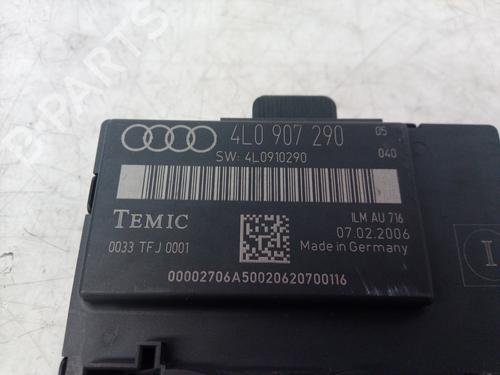 4L0 907 290 05
SW: 4L0910290 040
TEMIC ILM AU 716
0033 TFJ 0001 07.02.2006
Made in Germany
00002706A50020620700116
I
B-PARTS